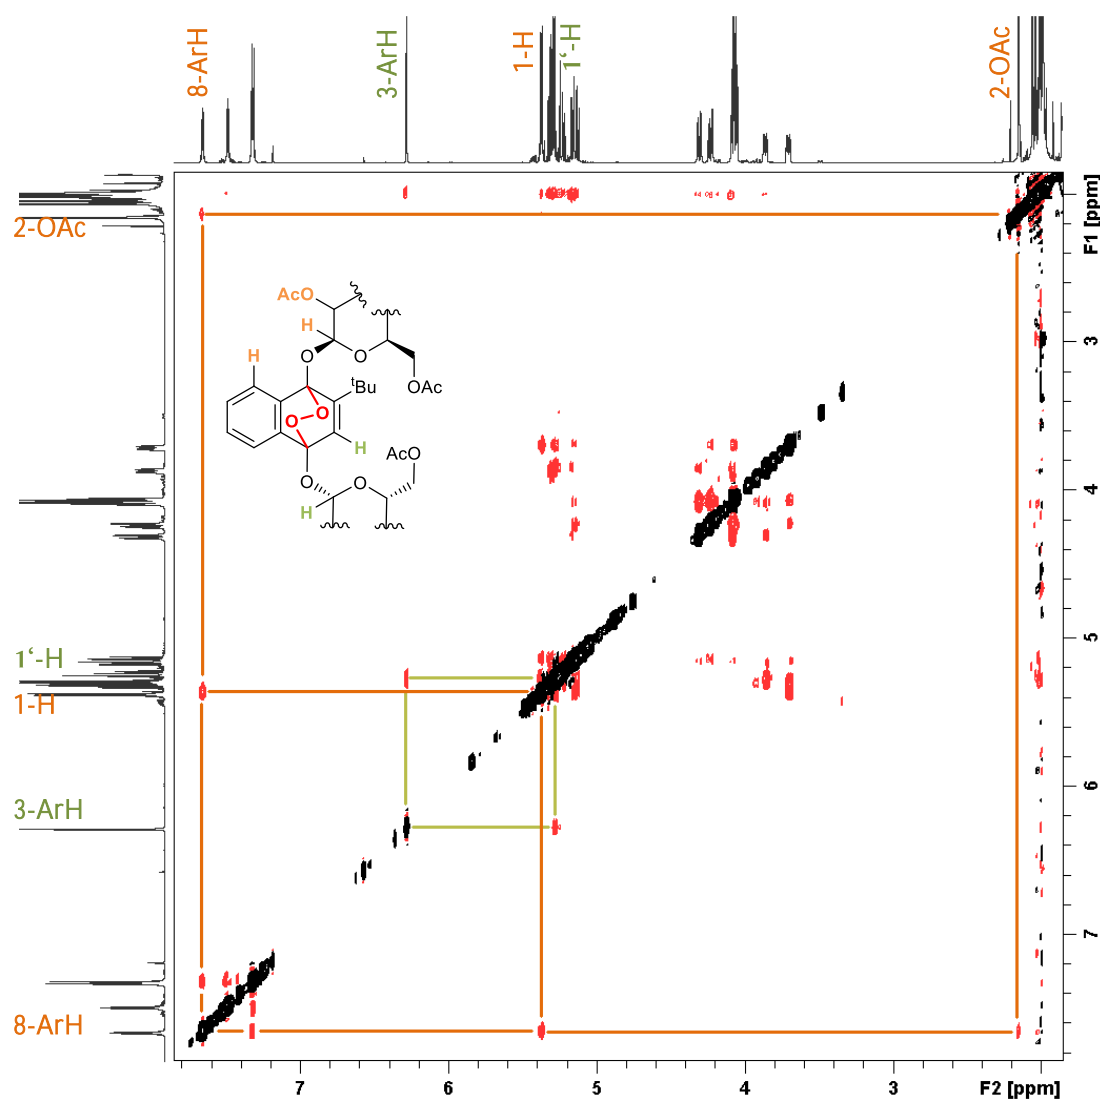 8-ArH
3-ArH
1-H
1‘-H
2-OAc
2-OAc
1‘-H
1-H
3-ArH
8-ArH
AcO
H
O
O
OAc
H
tBu
O
O
H
AcO
O
O
H
3
4
5
6
7
F1 [ppm]
7
6
5
4
3
F2 [ppm]